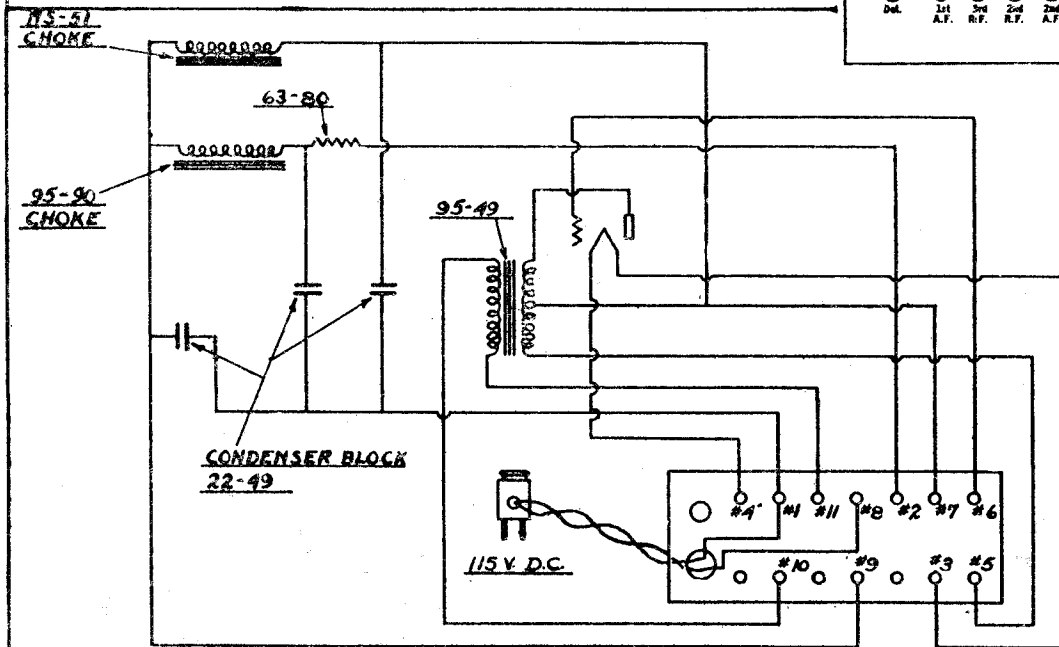 Det. 1st 3rd 2nd 2nd
A.F. R.F. R.F. A.F.
CHOKE
63-80
95-90
CHOKE
95-49
CONDENSER BLOCK
22-49
115 V. D.C.
#4 #1 #11 #8 #2 #7 #6
#10 #9 #3 #5